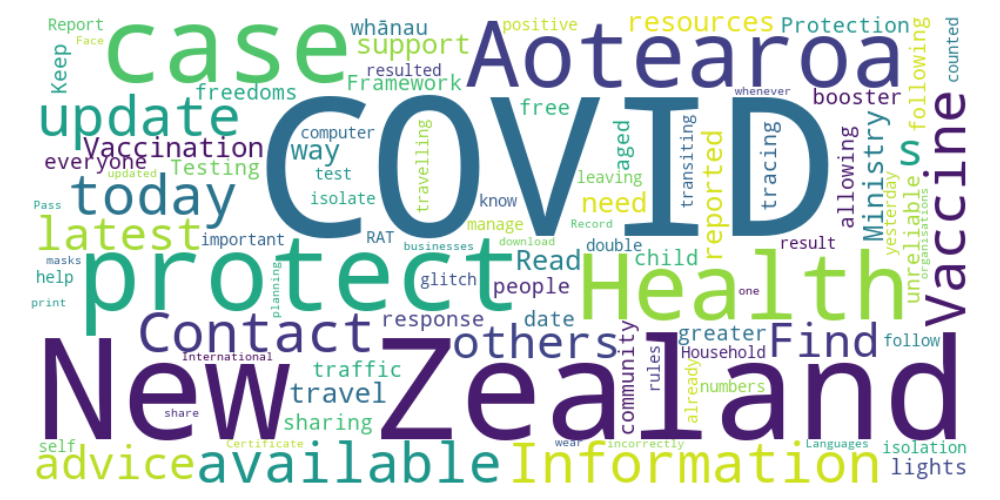 Report
Face
case
whānau
support
positive
resources
Protection
Aotearoa
following
counted
Keep
resulted
Framework
freedoms
free
whenever
booster
update
COVID
computer
way
Vaccination
everyone
Testing
updated
test
isolate
travelling
aged
leaving
transiting
reported
tracing
allowing
Ministry
s
Vaccine
today
Pass
know
need
manage
Record
yesterday
unreliable
organisations
latest
important
RAT
businesses
download
double
result
masks
help
print
protect
planning
glitch
Read
people
child
Health
one
Contact
response
date
others
community
greater
Household
rules
Find
follow
International
New Zealand
traffic
travel
share
sharing
already
numbers
self
Certificate
wear
incorrectly
Languages
isolation
advice
available
Information
lights